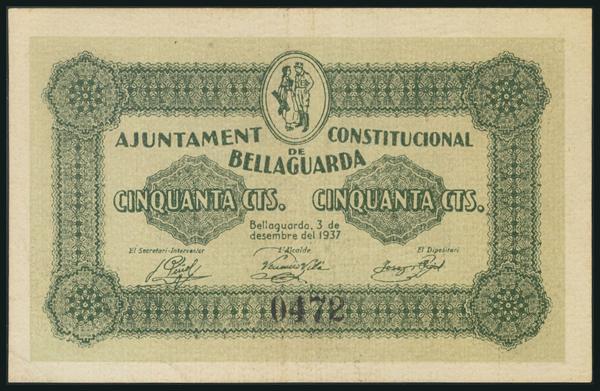 AJUNTAMENT CONSTITUCIONAL
DE
BELLAGUARDA
CINQUANTA CTS. CINQUANTA CTS.
Bellaguarda, 3 de
desembre del 1937
El Secretari-Interventor L'Alcalde El Dipositari
0472